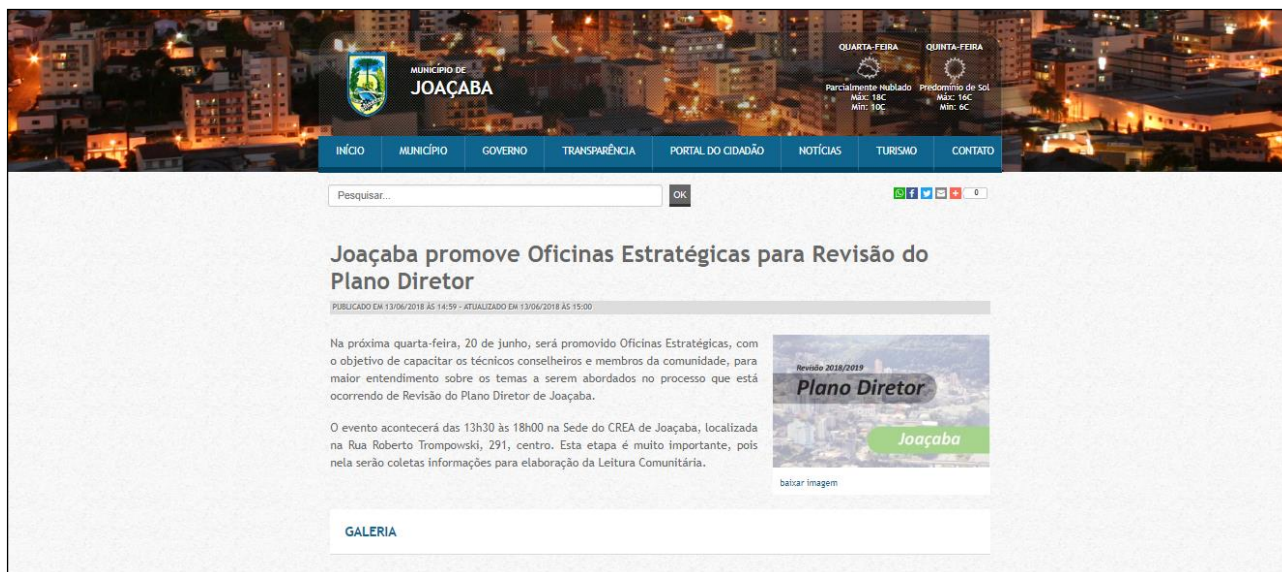 MUNICÍPIO DE
JOAÇABA
QUARTA-FEIRA
Parcialmente Nublado
Máx: 18C
Mín: 10C
QUINTA-FEIRA
Predomínio de Sol
Máx: 16C
Mín: 6C
INÍCIO MUNICÍPIO GOVERNO TRANSPARÊNCIA PORTAL DO CIDADÃO NOTÍCIAS TURISMO CONTATO
Pesquisar... OK 0
Joaçaba promove Oficinas Estratégicas para Revisão do
Plano Diretor
PUBLICADO EM 13/06/2018 ÀS 14:59 - ATUALIZADO EM 13/06/2018 ÀS 15:00
Na próxima quarta-feira, 20 de junho, será promovido Oficinas Estratégicas, com
o objetivo de capacitar os técnicos conselheiros e membros da comunidade, para
maior entendimento sobre os temas a serem abordados no processo que está
ocorrendo de Revisão do Plano Diretor de Joaçaba.
O evento acontecerá das 13h30 às 18h00 na Sede do CREA de Joaçaba, localizada
na Rua Roberto Trompowski, 291, centro. Esta etapa é muito importante, pois
nela serão coletas informações para elaboração da Leitura Comunitária.
Revisão 2018/2019
Plano Diretor
Joaçaba
baixar imagem
GALERIA